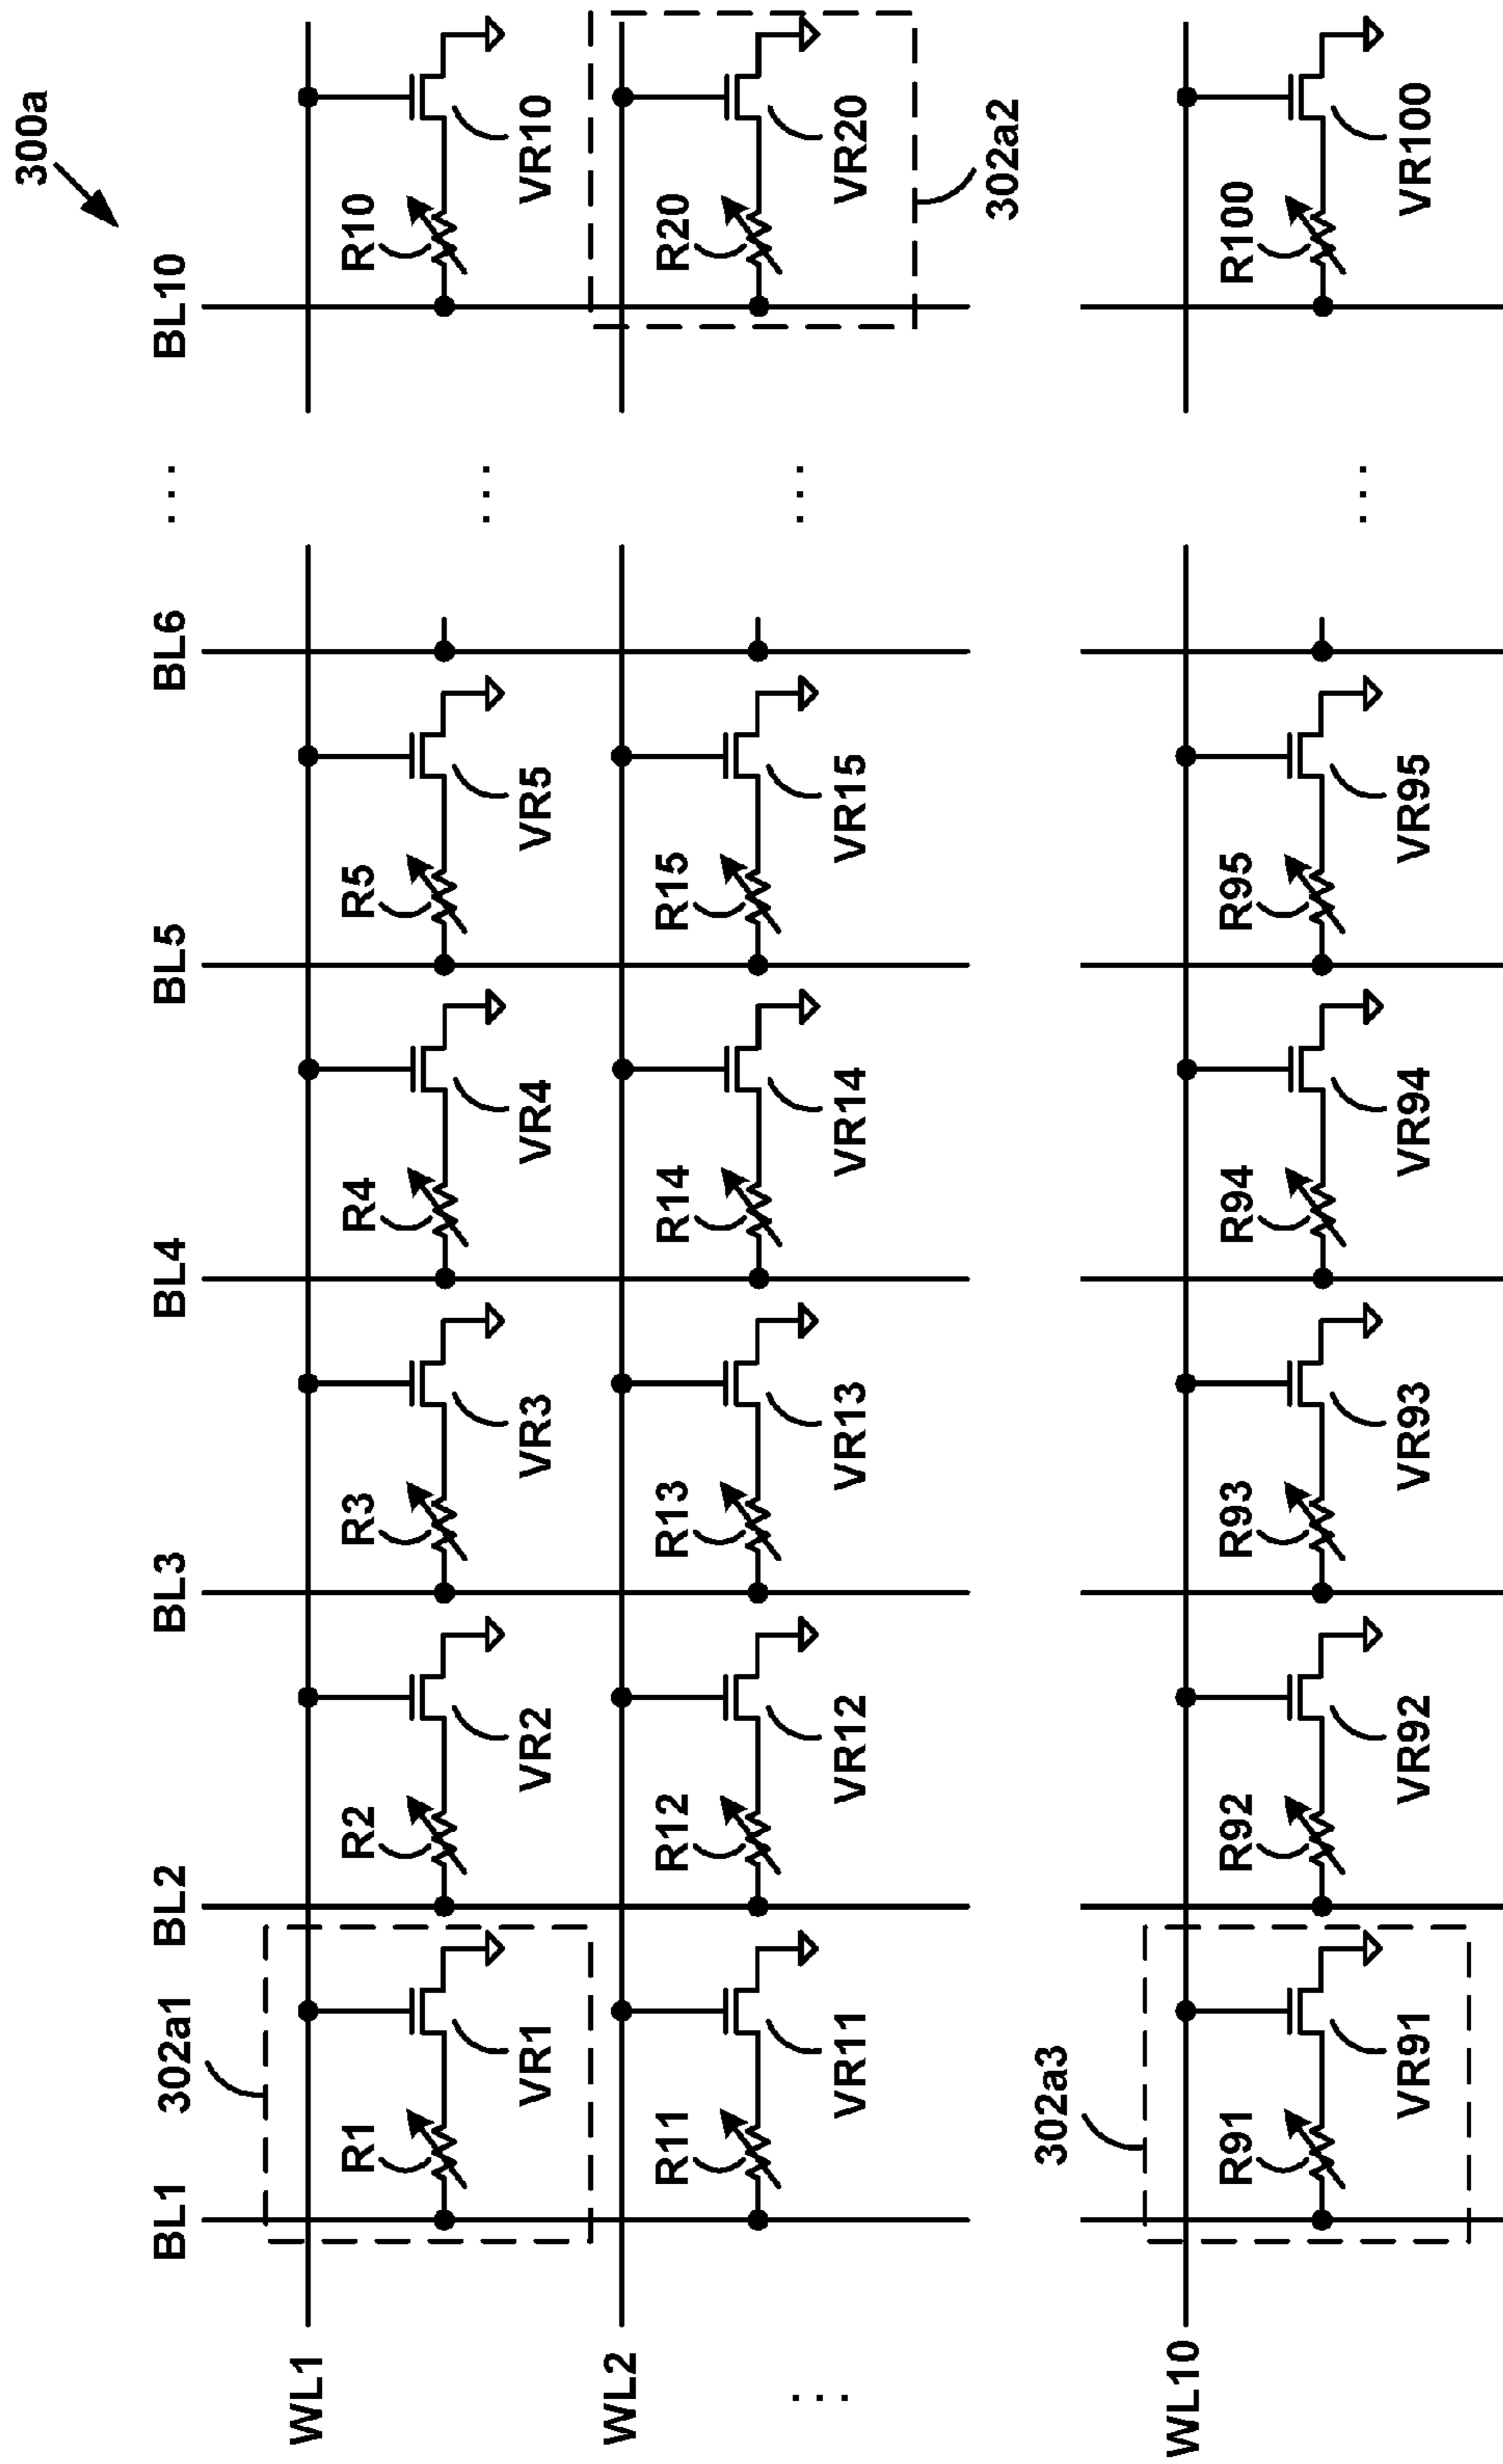 300a
BL1 BL2 BL3 BL4 BL5 BL6 ... BL10
302a1
WL1
R1 R2 R3 R4 R5 ... R10
VR1 VR2 VR3 VR4 VR5 VR10
WL2
R11 R12 R13 R14 R15 ... R20
VR11 VR12 VR13 VR14 VR15 VR20
...
302a2
302a3
WL10
R91 R92 R93 R94 R95 ... R100
VR91 VR92 VR93 VR94 VR95 VR100